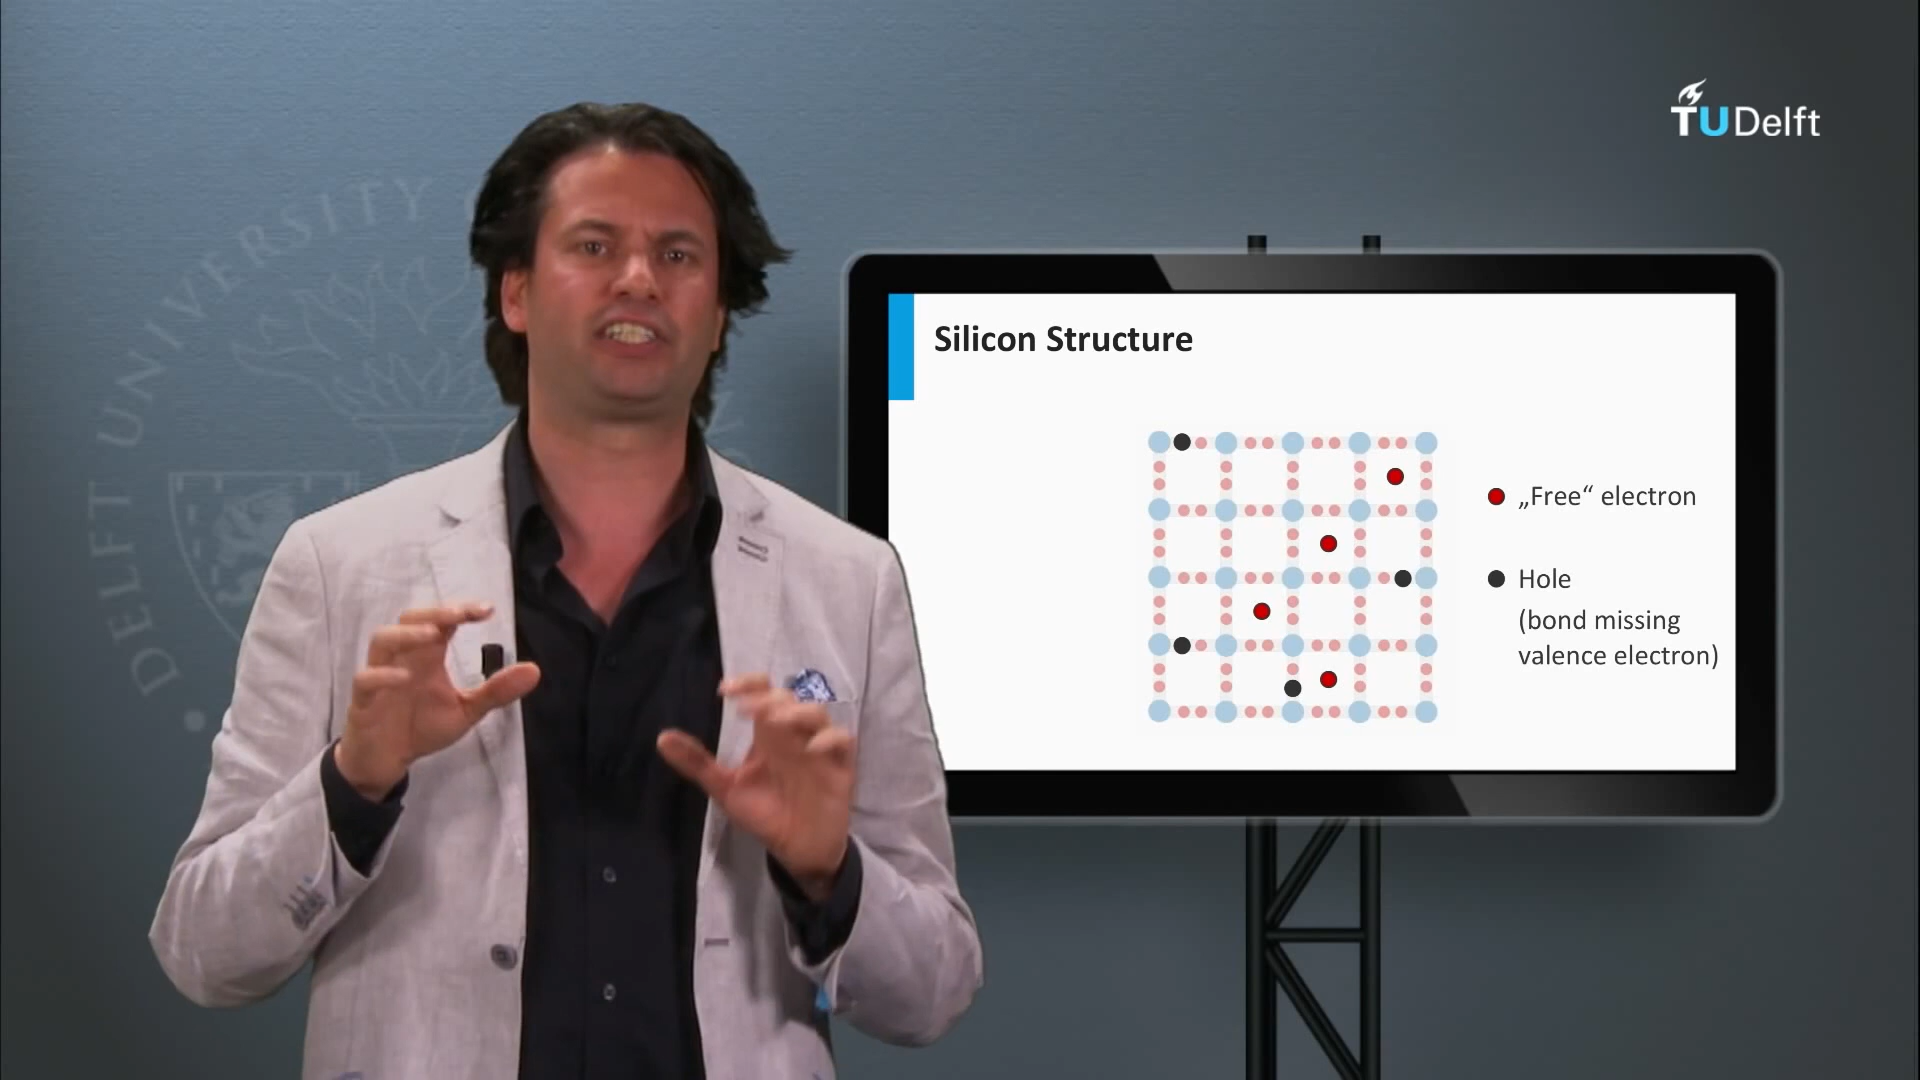 TUDelft
DELFT UNIVERSITY
Silicon Structure
„Free“ electron
Hole
(bond missing
valence electron)